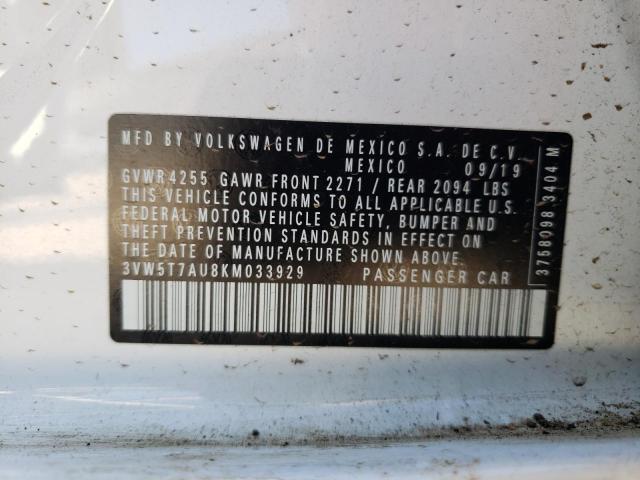 MFD BY VOLKSWAGEN DE MEXICO S.A. DE C.V.
MEXICO 09/19
GVWR 4255 GAWR FRONT 2271 / REAR 2094 LBS
THIS VEHICLE CONFORMS TO ALL APPLICABLE U.S.
FEDERAL MOTOR VEHICLE SAFETY, BUMPER AND
THEFT PREVENTION STANDARDS IN EFFECT ON
THE DATE OF MANUFACTURE SHOWN ABOVE.
3VW5T7AU8KM033929 PASSENGER CAR
3758098 3404 M